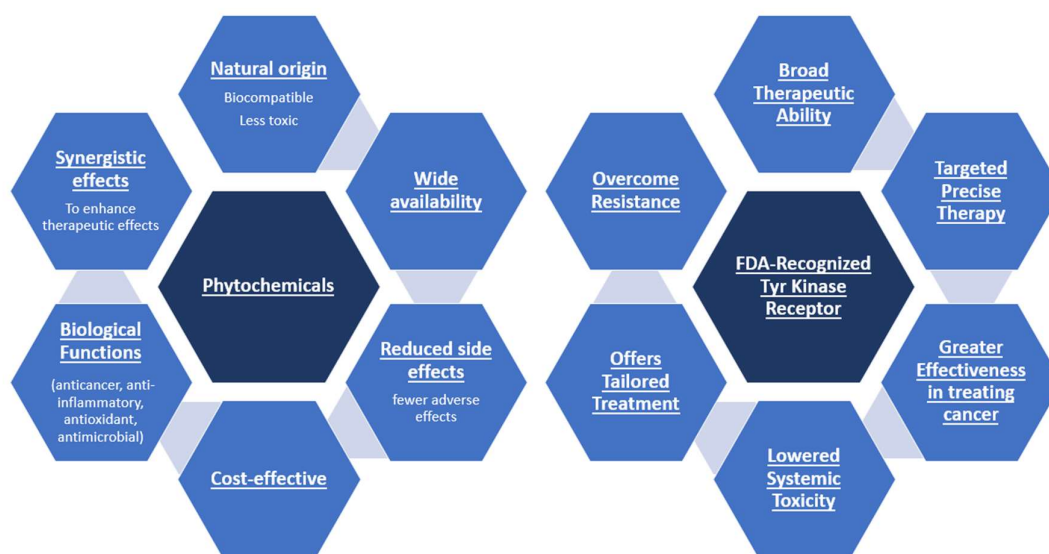 Natural origin
Biocompatible
Less toxic
Synergistic
effects
To enhance
therapeutic effects
Wide
availability
Phytochemicals
Biological
Functions
(anticancer, anti-
inflammatory,
antioxidant,
antimicrobial)
Reduced side
effects
fewer adverse
effects
Cost-effective
Broad
Therapeutic
Ability
Overcome
Resistance
Targeted
Precise
Therapy
FDA-Recognized
Tyr Kinase
Receptor
Offers
Tailored
Treatment
Greater
Effectiveness
in treating
cancer
Lowered
Systemic
Toxicity